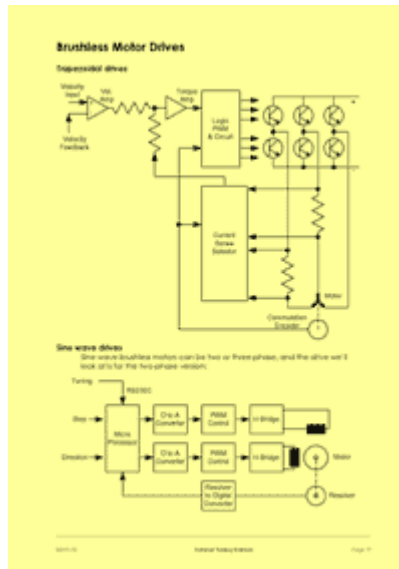 Brushless Motor Drives
Trapezoidal drives
Velocity
Input
Vel.
Amp
Torque
Amp
Velocity
Feedback
Logic
PWM
& Circuit
Current
Sense
Detector
Motor
Commutation
Encoder
Sine wave drives
Sine wave brushless motors can be two or three-phase, and the drive we'll
look at is for the two-phase version:
Tuning
RS232C
Step
Direction
Micro
Processor
D to A
Converter
PWM
Control
H-Bridge
D to A
Converter
PWM
Control
H-Bridge
Motor
Resolver
To Digital
Converter
Resolver
Page